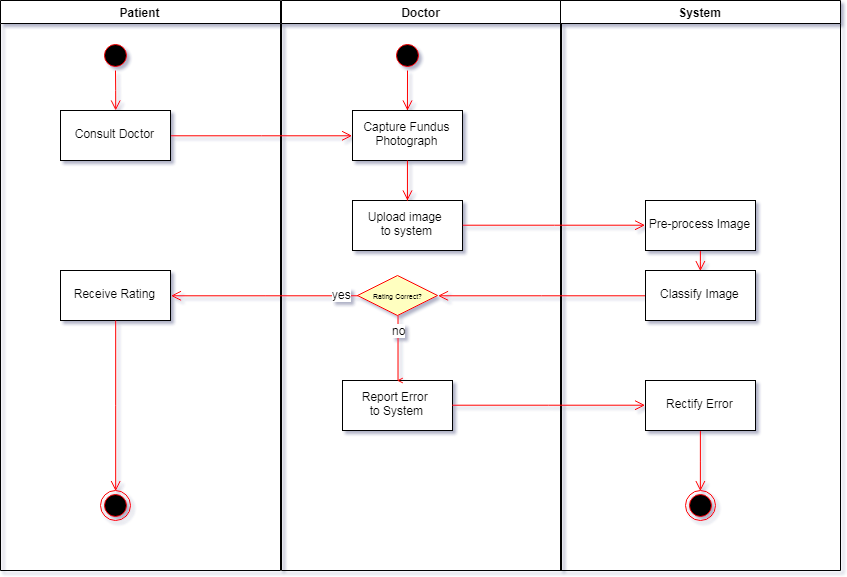 Patient
Doctor
System
Consult Doctor
Capture Fundus
Photograph
Upload image
to system
Pre-process Image
Receive Rating
yes
Rating Correct?
Classify Image
no
Report Error
to System
Rectify Error